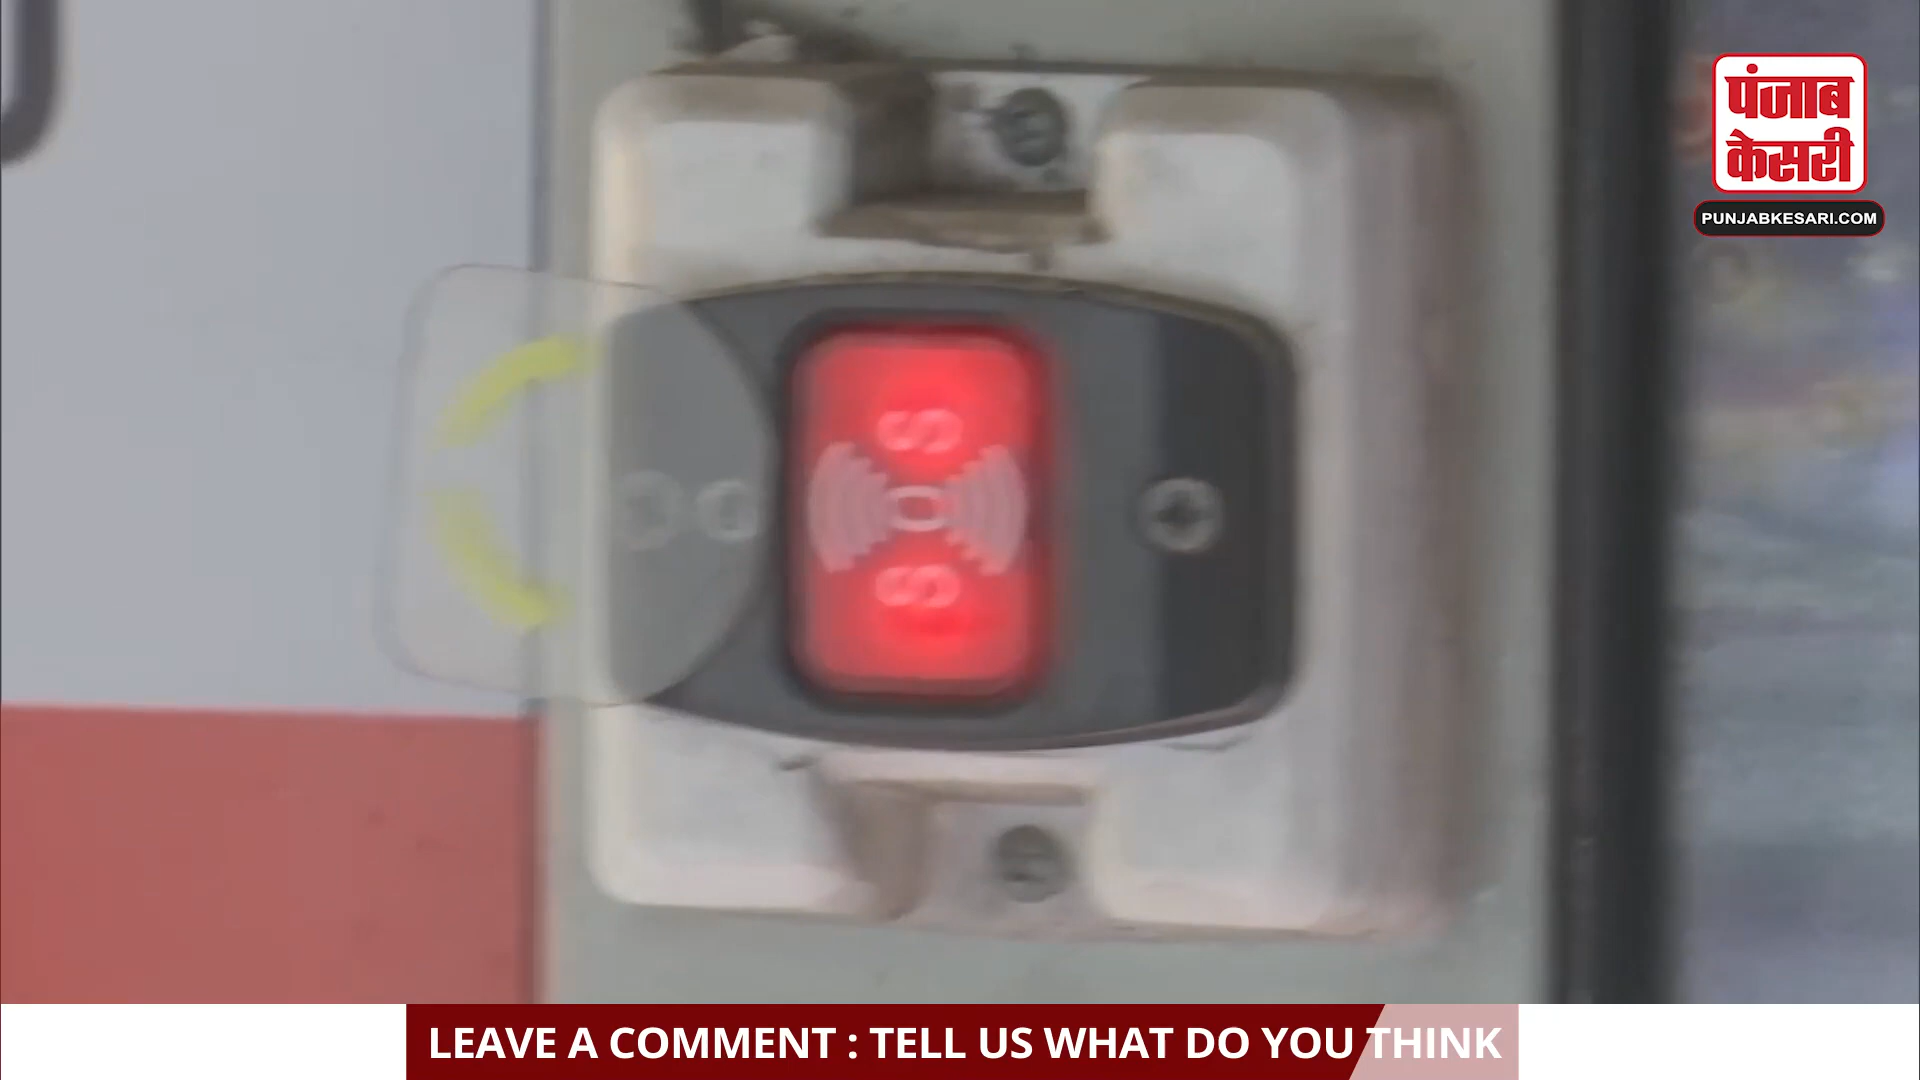 पंजाब
केसरी
PUNJABKESARI.COM
SOS
LEAVE A COMMENT : TELL US WHAT DO YOU THINK